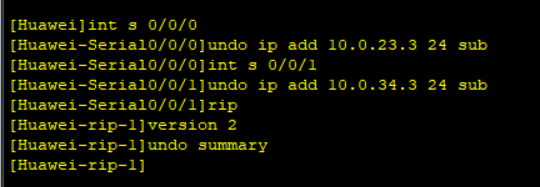 [Huawei]int s 0/0/0
[Huawei-Serial0/0/0]undo ip add 10.0.23.3 24 sub
[Huawei-Serial0/0/0]int s 0/0/1
[Huawei-Serial0/0/1]undo ip add 10.0.34.3 24 sub
[Huawei-Serial0/0/1]rip
[Huawei-rip-1]version 2
[Huawei-rip-1]undo summary
[Huawei-rip-1]